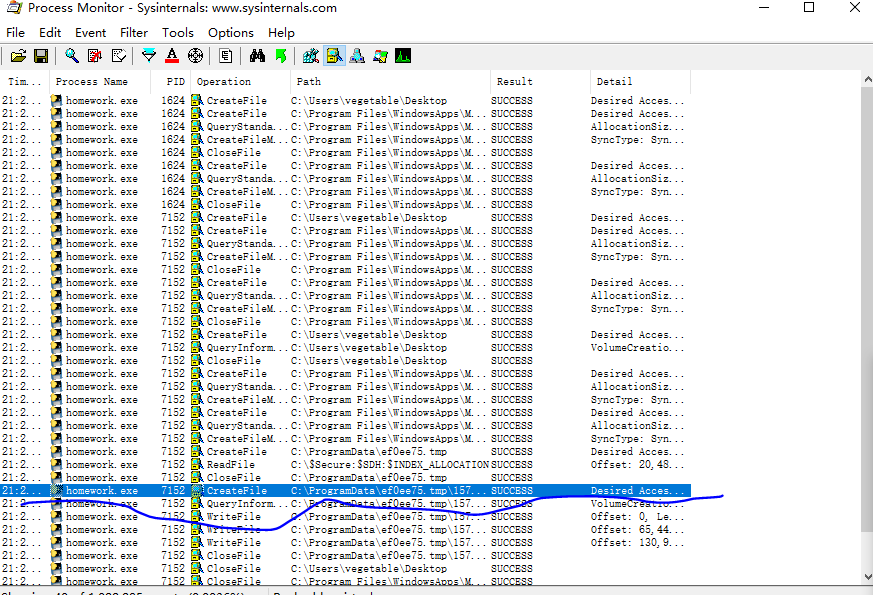 Process Monitor - Sysinternals: www.sysinternals.com
File Edit Event Filter Tools Options Help
Tim... Process Name PID Operation Path Result Detail
21:2... homework.exe 1624 CreateFile C:\Users\vegetable\Desktop SUCCESS Desired Acces...
21:2... homework.exe 1624 CreateFile C:\Program Files\WindowsApps\M... SUCCESS Desired Acces...
21:2... homework.exe 1624 QueryStanda... C:\Program Files\WindowsApps\M... SUCCESS AllocationSiz...
21:2... homework.exe 1624 CreateFileM... C:\Program Files\WindowsApps\M... SUCCESS SyncType: Syn...
21:2... homework.exe 1624 CloseFile C:\Program Files\WindowsApps\M... SUCCESS
21:2... homework.exe 1624 CreateFile C:\Program Files\WindowsApps\M... SUCCESS Desired Acces...
21:2... homework.exe 1624 QueryStanda... C:\Program Files\WindowsApps\M... SUCCESS AllocationSiz...
21:2... homework.exe 1624 CreateFileM... C:\Program Files\WindowsApps\M... SUCCESS SyncType: Syn...
21:2... homework.exe 1624 CloseFile C:\Program Files\WindowsApps\M... SUCCESS
21:2... homework.exe 7152 CreateFile C:\Users\vegetable\Desktop SUCCESS Desired Acces...
21:2... homework.exe 7152 CreateFile C:\Program Files\WindowsApps\M... SUCCESS Desired Acces...
21:2... homework.exe 7152 QueryStanda... C:\Program Files\WindowsApps\M... SUCCESS AllocationSiz...
21:2... homework.exe 7152 CreateFileM... C:\Program Files\WindowsApps\M... SUCCESS SyncType: Syn...
21:2... homework.exe 7152 CloseFile C:\Program Files\WindowsApps\M... SUCCESS
21:2... homework.exe 7152 CreateFile C:\Program Files\WindowsApps\M... SUCCESS Desired Acces...
21:2... homework.exe 7152 QueryStanda... C:\Program Files\WindowsApps\M... SUCCESS AllocationSiz...
21:2... homework.exe 7152 CreateFileM... C:\Program Files\WindowsApps\M... SUCCESS SyncType: Syn...
21:2... homework.exe 7152 CloseFile C:\Program Files\WindowsApps\M... SUCCESS
21:2... homework.exe 7152 CreateFile C:\Users\vegetable\Desktop SUCCESS Desired Acces...
21:2... homework.exe 7152 QueryInform... C:\Users\vegetable\Desktop SUCCESS VolumeCreatio...
21:2... homework.exe 7152 CloseFile C:\Users\vegetable\Desktop SUCCESS
21:2... homework.exe 7152 CreateFile C:\Program Files\WindowsApps\M... SUCCESS Desired Acces...
21:2... homework.exe 7152 QueryStanda... C:\Program Files\WindowsApps\M... SUCCESS AllocationSiz...
21:2... homework.exe 7152 CreateFileM... C:\Program Files\WindowsApps\M... SUCCESS SyncType: Syn...
21:2... homework.exe 7152 CreateFile C:\Program Files\WindowsApps\M... SUCCESS Desired Acces...
21:2... homework.exe 7152 QueryStanda... C:\Program Files\WindowsApps\M... SUCCESS AllocationSiz...
21:2... homework.exe 7152 CreateFileM... C:\Program Files\WindowsApps\M... SUCCESS SyncType: Syn...
21:2... homework.exe 7152 CreateFile C:\ProgramData\ef0ee75.tmp SUCCESS Desired Acces...
21:2... homework.exe 7152 ReadFile C:\$Secure:$SDH:$INDEX_ALLOCATION SUCCESS Offset: 20,48...
21:2... homework.exe 7152 CloseFile C:\ProgramData\ef0ee75.tmp SUCCESS
21:2... homework.exe 7152 CreateFile C:\ProgramData\ef0ee75.tmp\157... SUCCESS Desired Acces...
21:2... homework.exe 7152 QueryInform... C:\ProgramData\ef0ee75.tmp\157... SUCCESS VolumeCreatio...
21:2... homework.exe 7152 WriteFile C:\ProgramData\ef0ee75.tmp\157... SUCCESS Offset: 0, Le...
21:2... homework.exe 7152 WriteFile C:\ProgramData\ef0ee75.tmp\157... SUCCESS Offset: 65,44...
21:2... homework.exe 7152 WriteFile C:\ProgramData\ef0ee75.tmp\157... SUCCESS Offset: 130,9...
21:2... homework.exe 7152 CloseFile C:\ProgramData\ef0ee75.tmp\157... SUCCESS
21:2... homework.exe 7152 CloseFile C:\Users\vegetable\Desktop SUCCESS
21:2... homework.exe 7152 CloseFile C:\Program Files\WindowsApps\M... SUCCESS